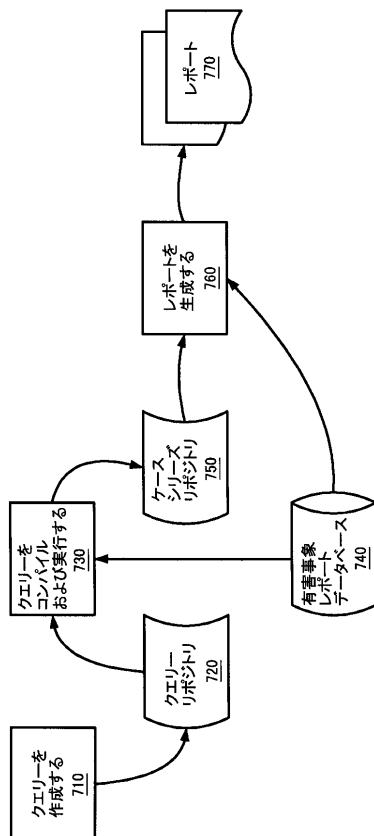 クエリーを
作成する
710
クエリー
リポジトリ
720
クエリーを
コンパイル
および実行する
730
有害事象
レポート
データベース
740
ケース
シリーズ
リポジトリ
750
レポートを
生成する
760
レポート
770